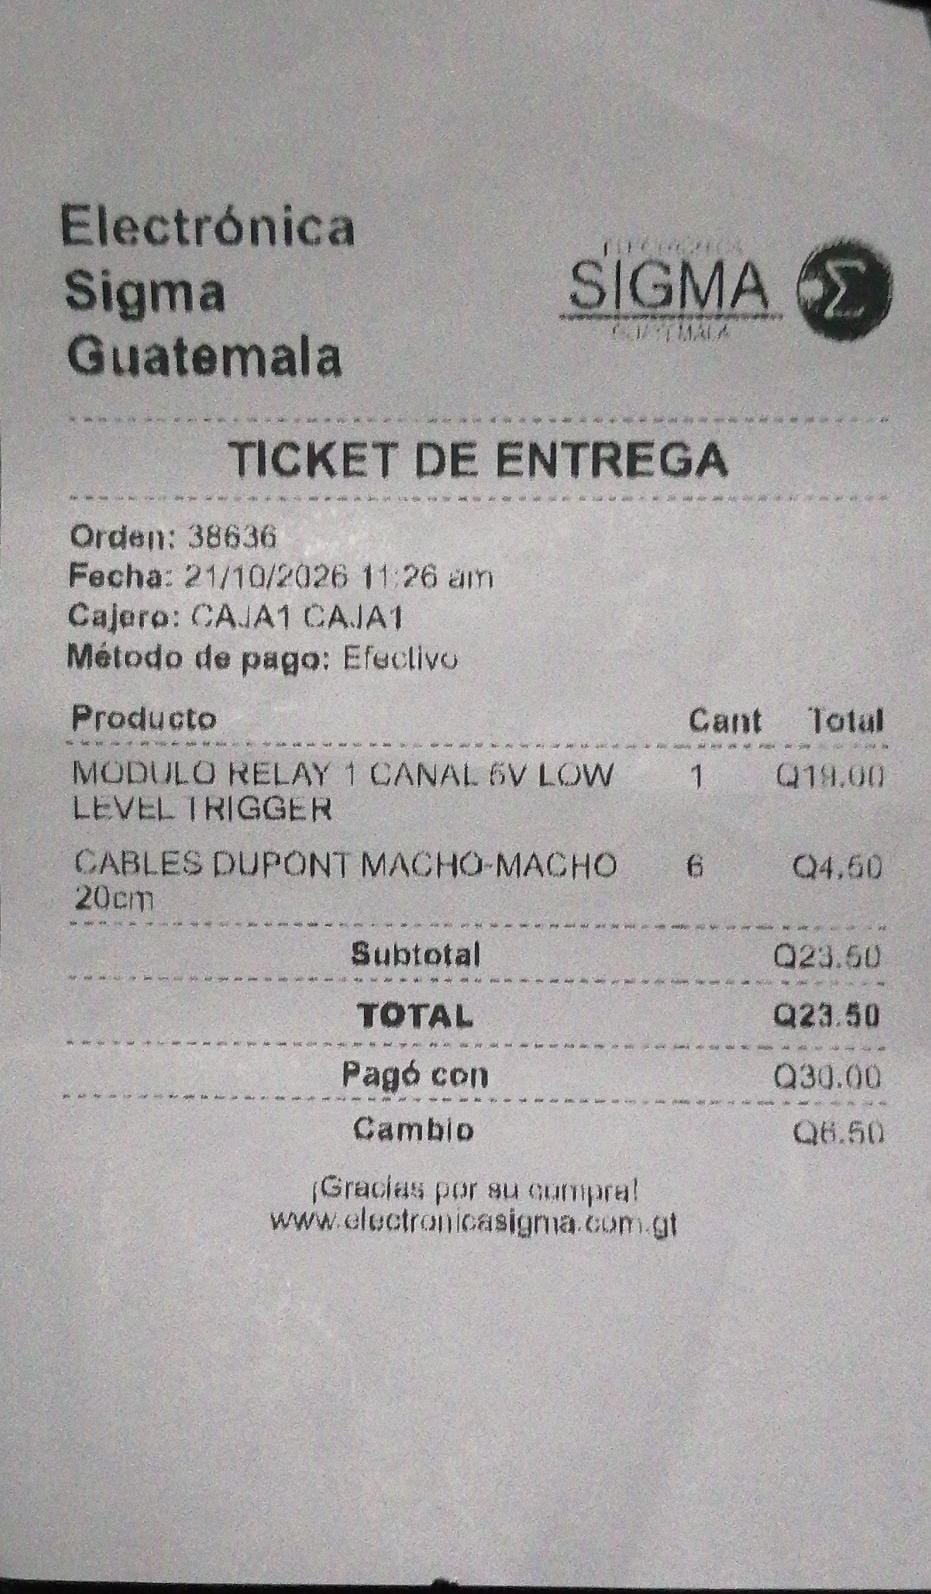 Electrónica
Sigma
Guatemala
ELECTRONICA
SIGMA
GUATEMALA
TICKET DE ENTREGA
Orden: 38636
Fecha: 21/10/2026 11:26 am
Cajero: CAJA1 CAJA1
Método de pago: Efectivo
Producto Cant Total
MODULO RELAY 1 CANAL 5V LOW 1 Q19.00
LEVEL TRIGGER
CABLES DUPONT MACHO-MACHO 6 Q4.50
20cm
Subtotal Q23.50
TOTAL Q23.50
Pagó con Q30.00
Cambio Q6.50
¡Gracias por su compra!
www.electronicasigma.com.gt